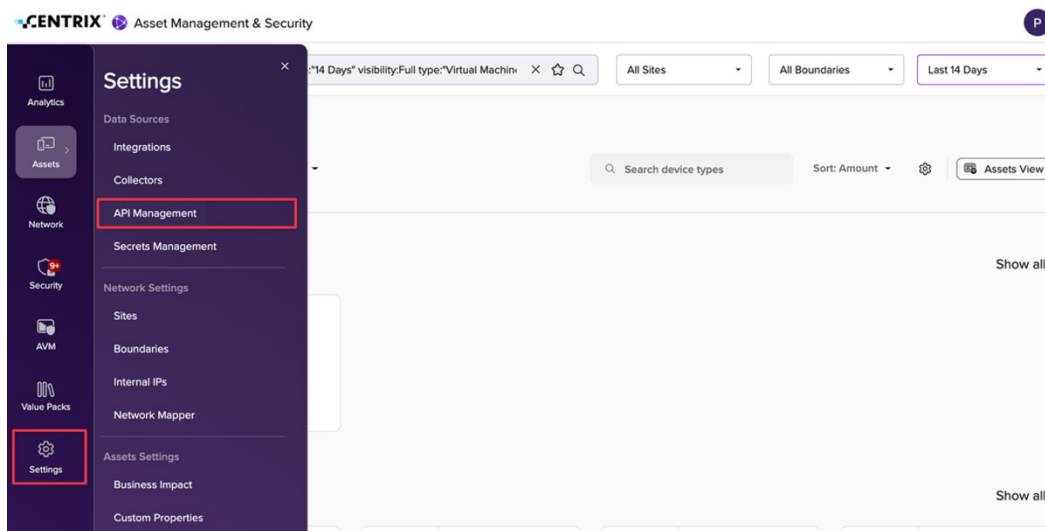 CENTRIX Asset Management & Security
P
:"14 Days" visibility:Full type:"Virtual Machin
All Sites
All Boundaries
Last 14 Days
Analytics
Assets
Network
9+
Security
AVM
Value Packs
Settings
Settings
×
Data Sources
Integrations
Collectors
API Management
Secrets Management
Network Settings
Sites
Boundaries
Internal IPs
Network Mapper
Assets Settings
Business Impact
Custom Properties
Search device types
Sort: Amount
Assets View
Show all
Show all